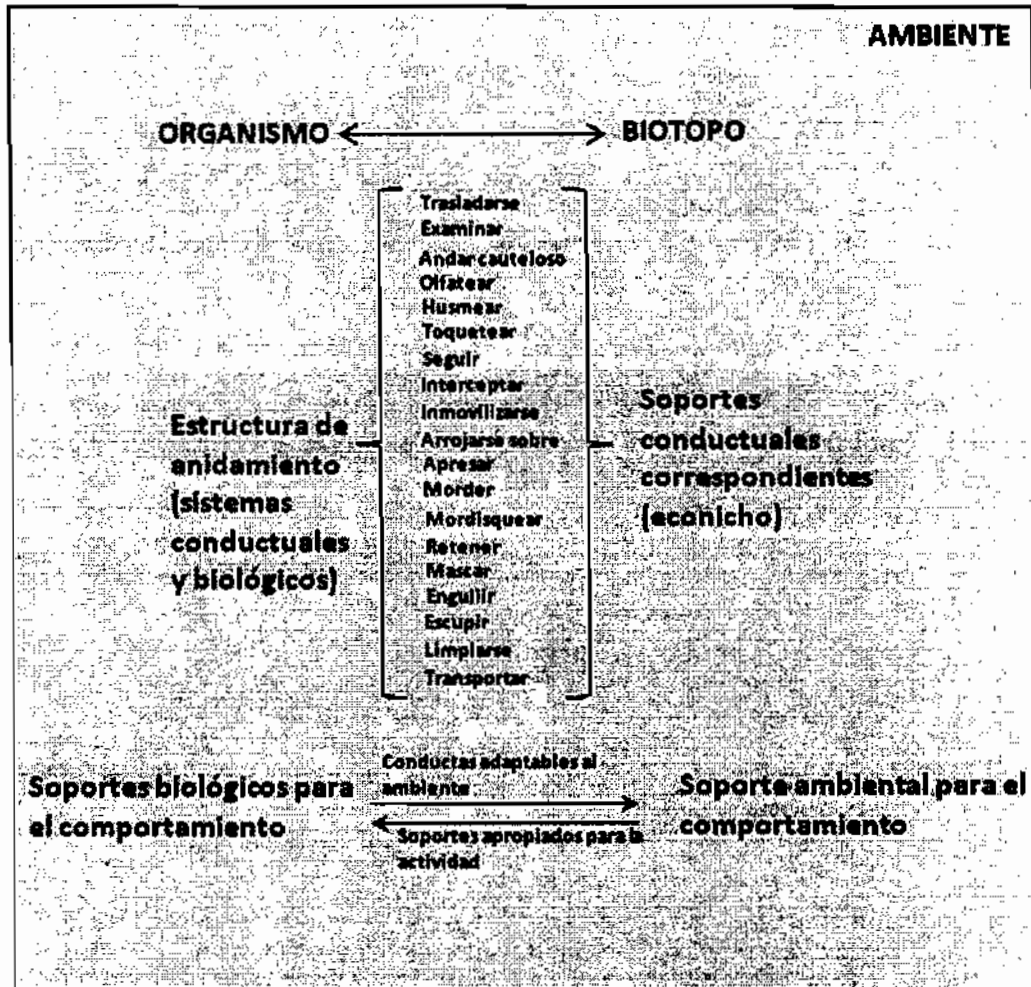 AMBIENTE
ORGANISMO
BIOTOPO
Trasladarse
Examinar
Andar cauteloso
Olfatear
Husmear
Toquetear
Seguir
Interceptar
Inmovilizarse
Arrojarse sobre
Apresar
Morder
Mordisquear
Retener
Mascar
Engullir
Escupir
Limpiarse
Transportar
Estructura de
anidamiento
(sistemas
conductuales
y biológicos)
Soportes
conductuales
correspondientes
(econicho)
Soportes biológicos para
el comportamiento
Conductas adaptables al
ambiente
Soportes apropiados para la
actividad
Soporte ambiental para el
comportamiento